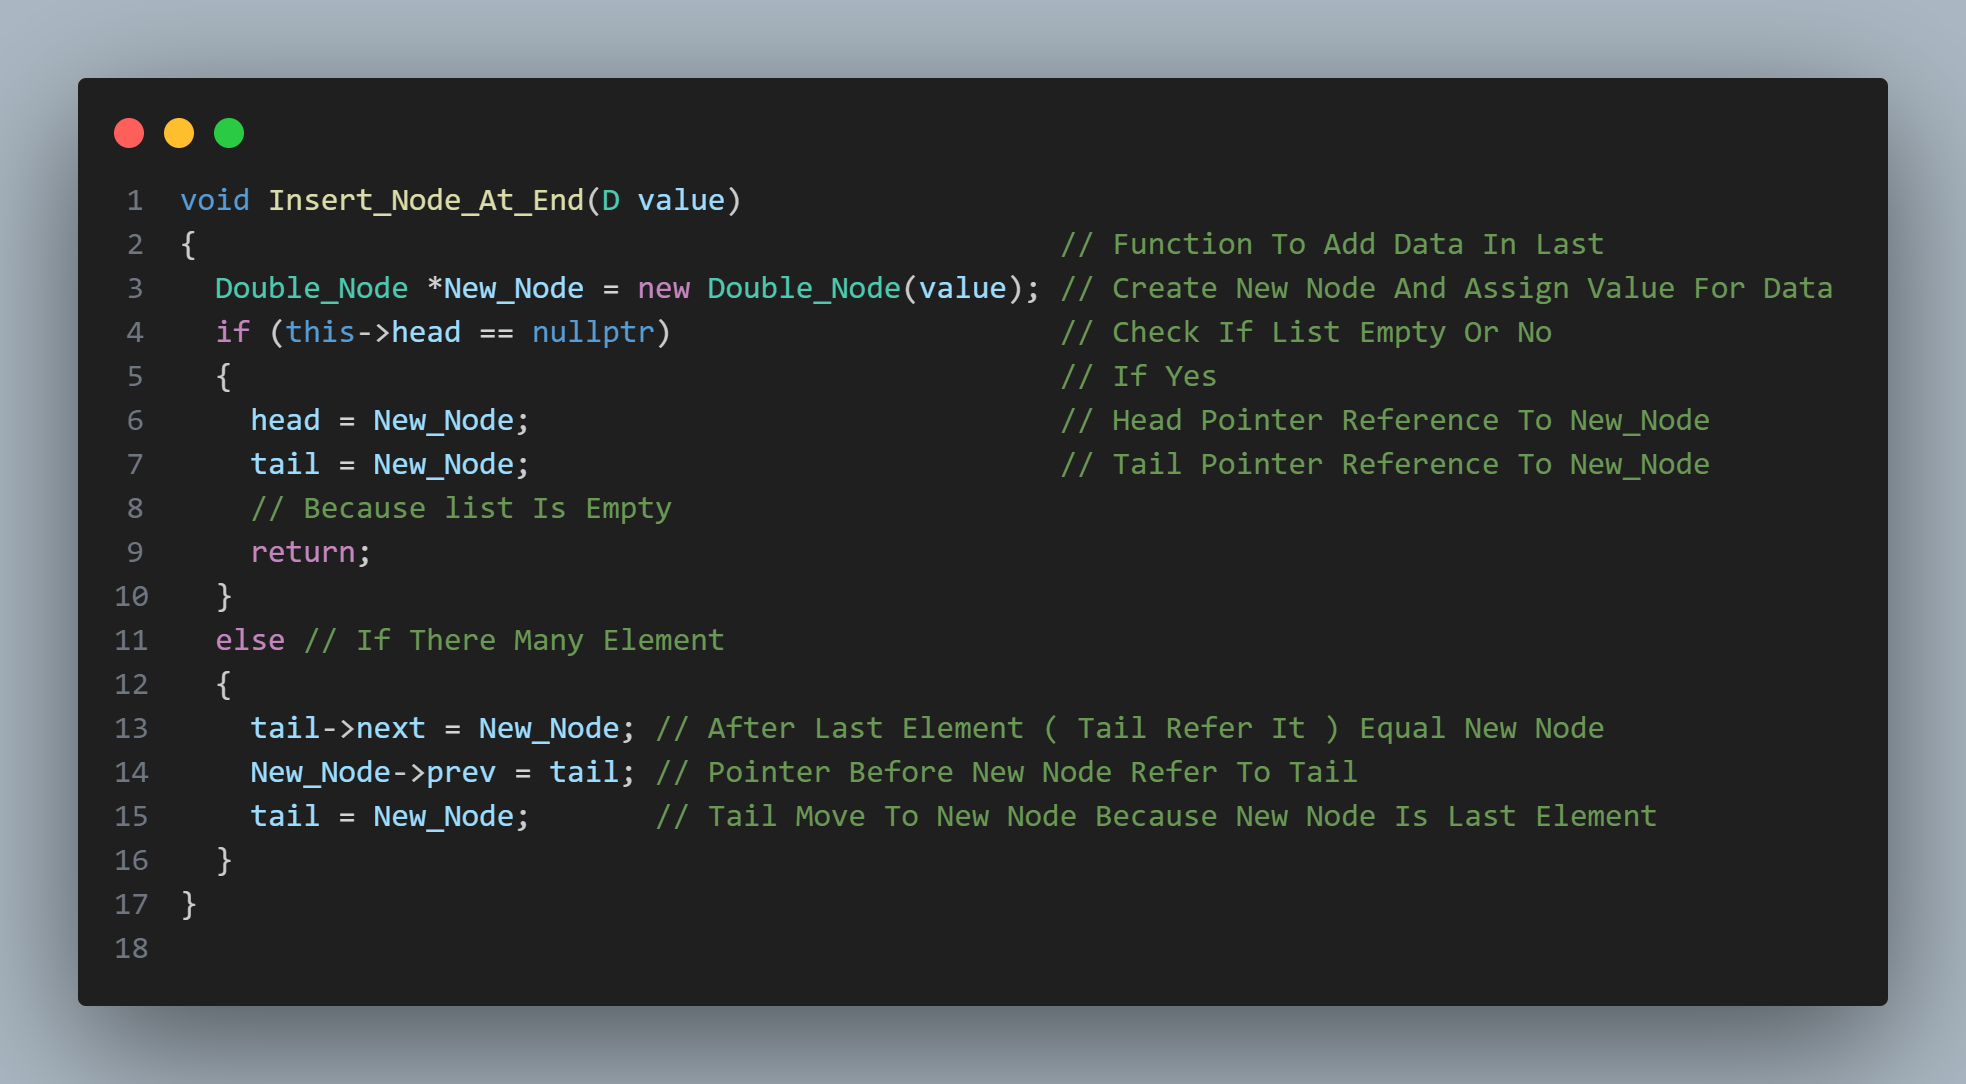 1 void Insert_Node_At_End(D value)
2 { // Function To Add Data In Last
3 Double_Node *New_Node = new Double_Node(value); // Create New Node And Assign Value For Data
4 if (this->head == nullptr) // Check If List Empty Or No
5 { // If Yes
6 head = New_Node; // Head Pointer Reference To New_Node
7 tail = New_Node; // Tail Pointer Reference To New_Node
8 // Because list Is Empty
9 return;
10 }
11 else // If There Many Element
12 {
13 tail->next = New_Node; // After Last Element ( Tail Refer It ) Equal New Node
14 New_Node->prev = tail; // Pointer Before New Node Refer To Tail
15 tail = New_Node; // Tail Move To New Node Because New Node Is Last Element
16 }
17 }
18